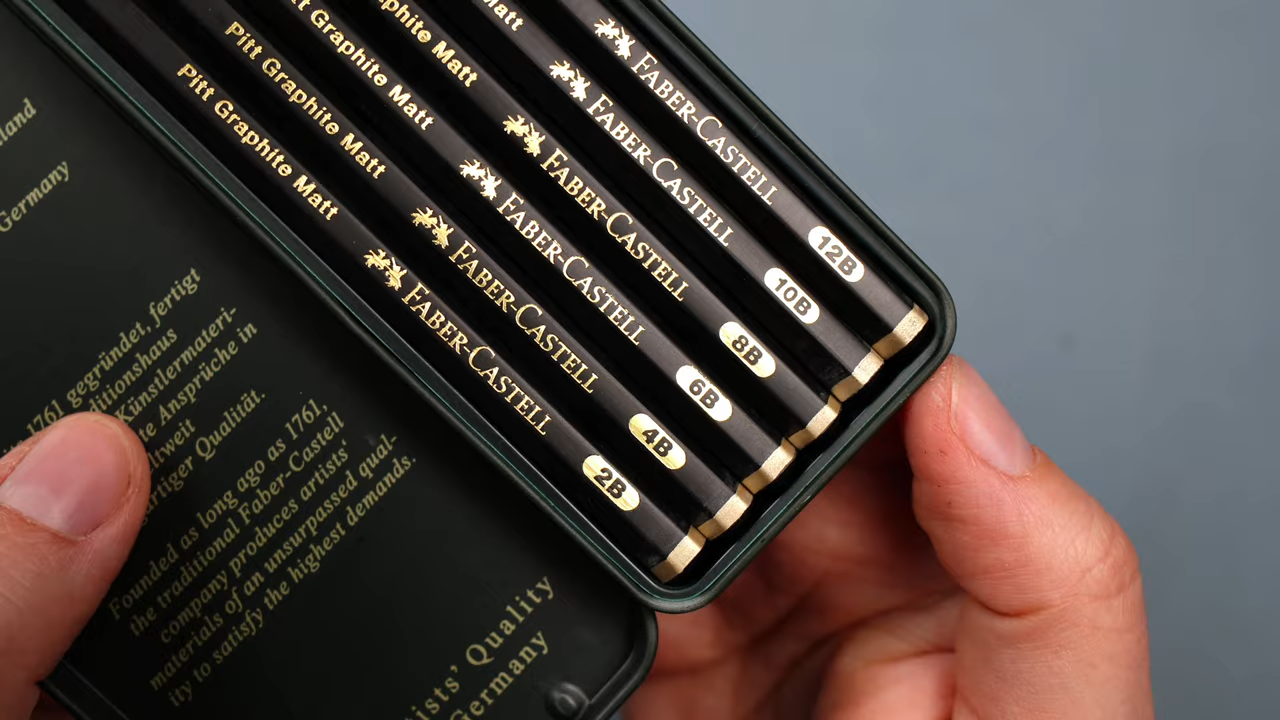 land
Germany
1761 gegründet, fertigt
Künstlermateri-
te Ansprüche in
Qualität.
Founded as long ago as 1761,
the traditional Faber-Castell
company produces artists'
materials of an unsurpassed qual-
ity to satisfy the highest demands.
Quality
Germany
Pitt Graphite Matt
FABER-CASTELL
2B
Pitt Graphite Matt
FABER-CASTELL
4B
Graphite Matt
FABER-CASTELL
6B
Matt
FABER-CASTELL
8B
Matt
FABER-CASTELL
10B
FABER-CASTELL
12B